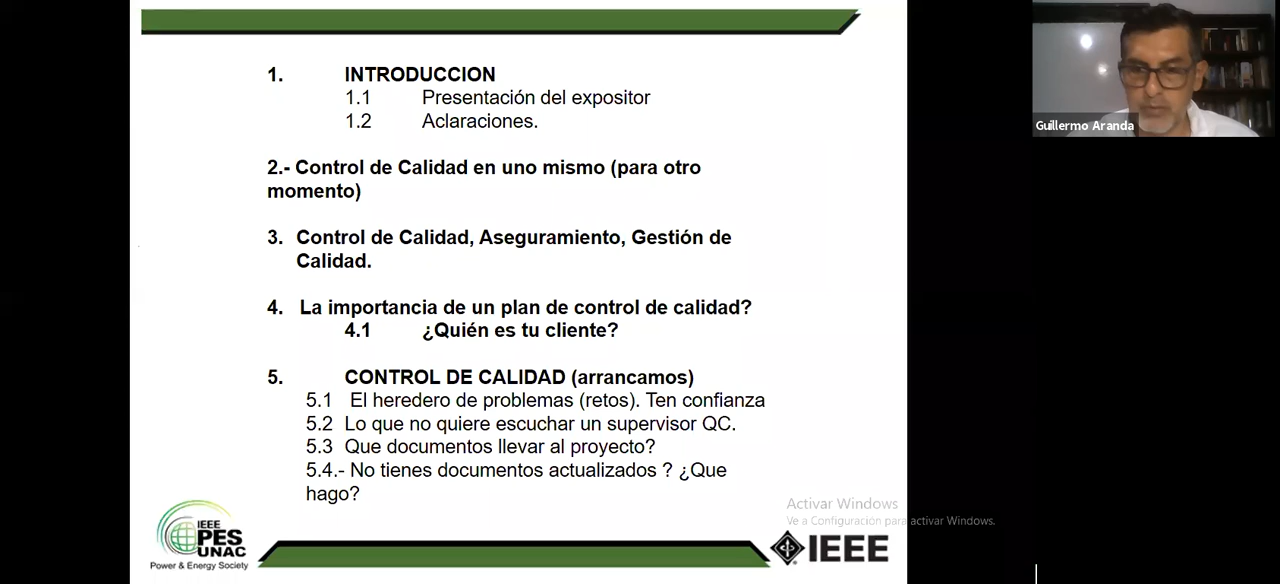 1. INTRODUCCION
1.1 Presentación del expositor
1.2 Aclaraciones.
2.- Control de Calidad en uno mismo (para otro
momento)
3. Control de Calidad, Aseguramiento, Gestión de
Calidad.
4. La importancia de un plan de control de calidad?
4.1 ¿Quién es tu cliente?
5. CONTROL DE CALIDAD (arrancamos)
5.1 El heredero de problemas (retos). Ten confianza
5.2 Lo que no quiere escuchar un supervisor QC.
5.3 Que documentos llevar al proyecto?
5.4.- No tienes documentos actualizados ? ¿Que
hago?
Guillermo Aranda
Activar Windows
Ve a Configuración para activar Windows.
IEEE
PES
UNAC
Power & Energy Society
IEEE